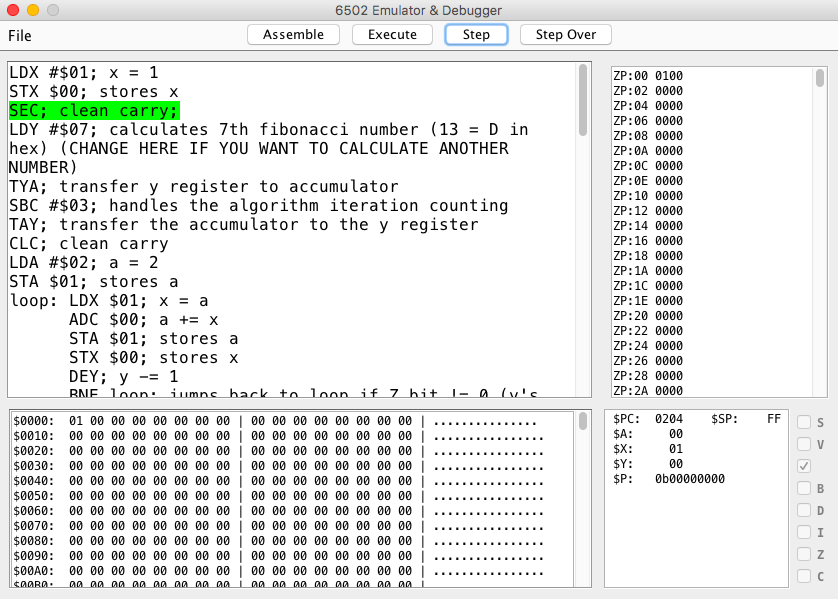 6502 Emulator & Debugger
File
Assemble
Execute
Step
Step Over
LDX #$01; x = 1
STX $00; stores x
SEC; clean carry;
LDY #$07; calculates 7th fibonacci number (13 = D in
hex) (CHANGE HERE IF YOU WANT TO CALCULATE ANOTHER
NUMBER)
TYA; transfer y register to accumulator
SBC #$03; handles the algorithm iteration counting
TAY; transfer the accumulator to the y register
CLC; clean carry
LDA #$02; a = 2
STA $01; stores a
loop: LDX $01; x = a
ADC $00; a += x
STA $01; stores a
STX $00; stores x
DEY; y -= 1
BNE loop; jumps back to loop if Z bit != 0 (y's
ZP:00 0100
ZP:02 0000
ZP:04 0000
ZP:06 0000
ZP:08 0000
ZP:0A 0000
ZP:0C 0000
ZP:0E 0000
ZP:10 0000
ZP:12 0000
ZP:14 0000
ZP:16 0000
ZP:18 0000
ZP:1A 0000
ZP:1C 0000
ZP:1E 0000
ZP:20 0000
ZP:22 0000
ZP:24 0000
ZP:26 0000
ZP:28 0000
ZP:2A 0000
$0000: 01 00 00 00 00 00 00 00 | 00 00 00 00 00 00 00 00 | ...............
$0010: 00 00 00 00 00 00 00 00 | 00 00 00 00 00 00 00 00 | ................
$0020: 00 00 00 00 00 00 00 00 | 00 00 00 00 00 00 00 00 | ................
$0030: 00 00 00 00 00 00 00 00 | 00 00 00 00 00 00 00 00 | ................
$0040: 00 00 00 00 00 00 00 00 | 00 00 00 00 00 00 00 00 | ................
$0050: 00 00 00 00 00 00 00 00 | 00 00 00 00 00 00 00 00 | ................
$0060: 00 00 00 00 00 00 00 00 | 00 00 00 00 00 00 00 00 | ................
$0070: 00 00 00 00 00 00 00 00 | 00 00 00 00 00 00 00 00 | ................
$0080: 00 00 00 00 00 00 00 00 | 00 00 00 00 00 00 00 00 | ................
$0090: 00 00 00 00 00 00 00 00 | 00 00 00 00 00 00 00 00 | ................
$00A0: 00 00 00 00 00 00 00 00 | 00 00 00 00 00 00 00 00 | ................
$00B0: 00 00 00 00 00 00 00 00 | 00 00 00 00 00 00 00 00 | ................
$PC: 0204 $SP: FF
$A: 00
$X: 01
$Y: 00
$P: 0b00000000
S
V
B
D
I
Z
C